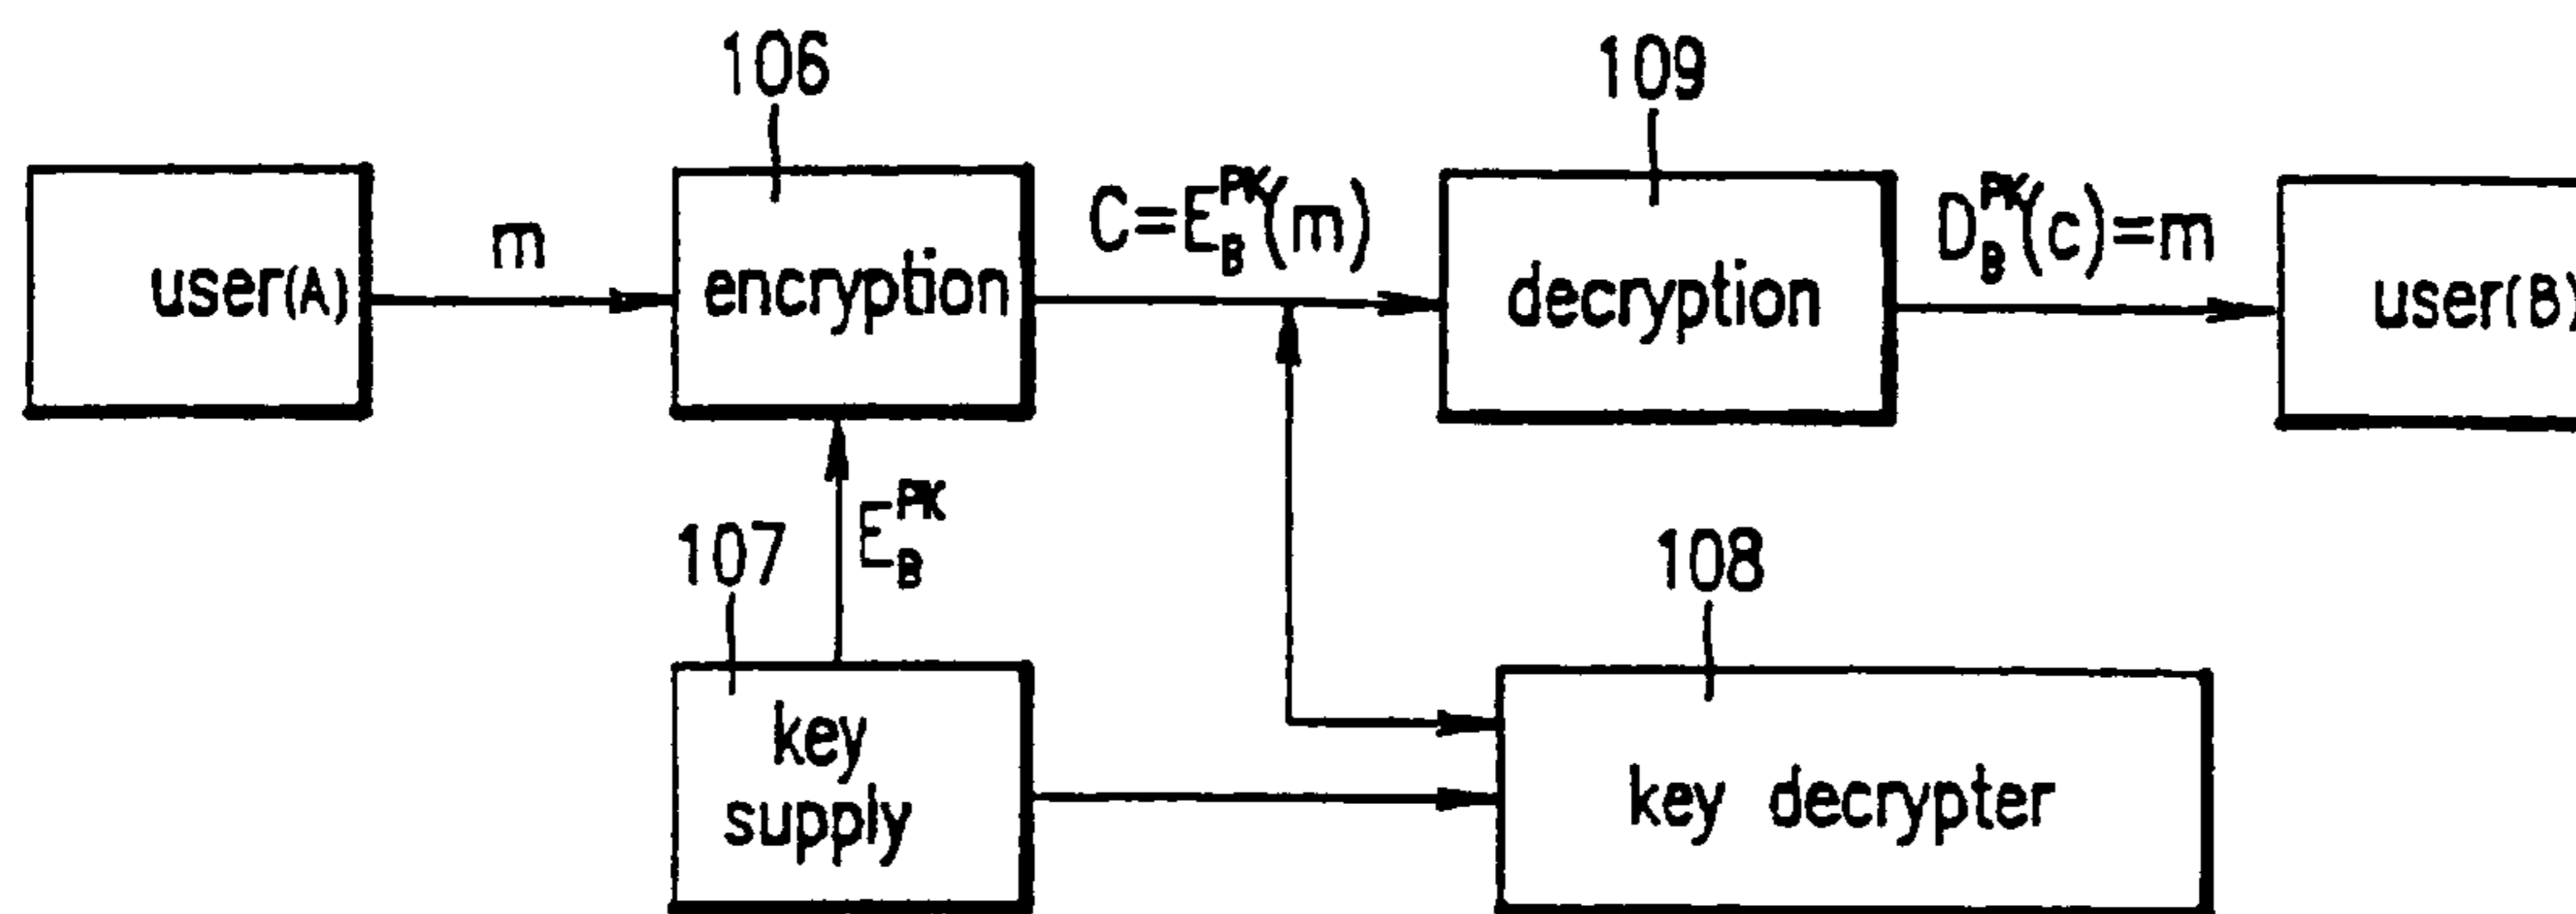 106
109
user(A)
m
encryption
C=E_B^PK(m)
decryption
D_B^PK(c)=m
user(B)
E_B^PK
107
108
key
supply
key decrypter